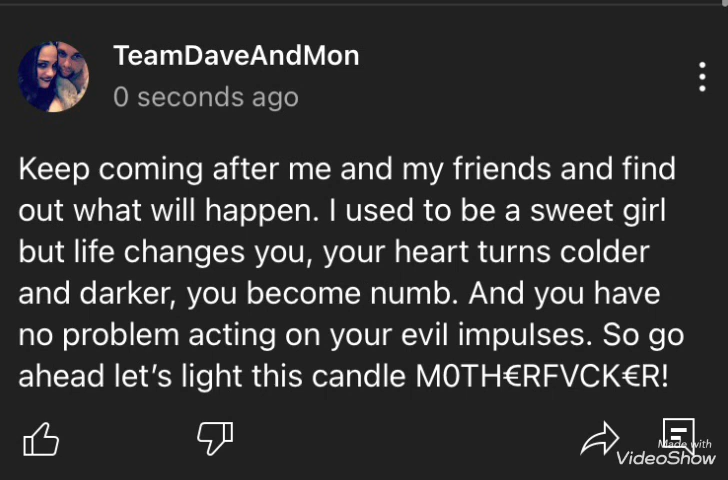 TeamDaveAndMon
0 seconds ago
Keep coming after me and my friends and find
out what will happen. I used to be a sweet girl
but life changes you, your heart turns colder
and darker, you become numb. And you have
no problem acting on your evil impulses. So go
ahead let's light this candle M0TH€RFVCK€R!
Made with
VideoShow